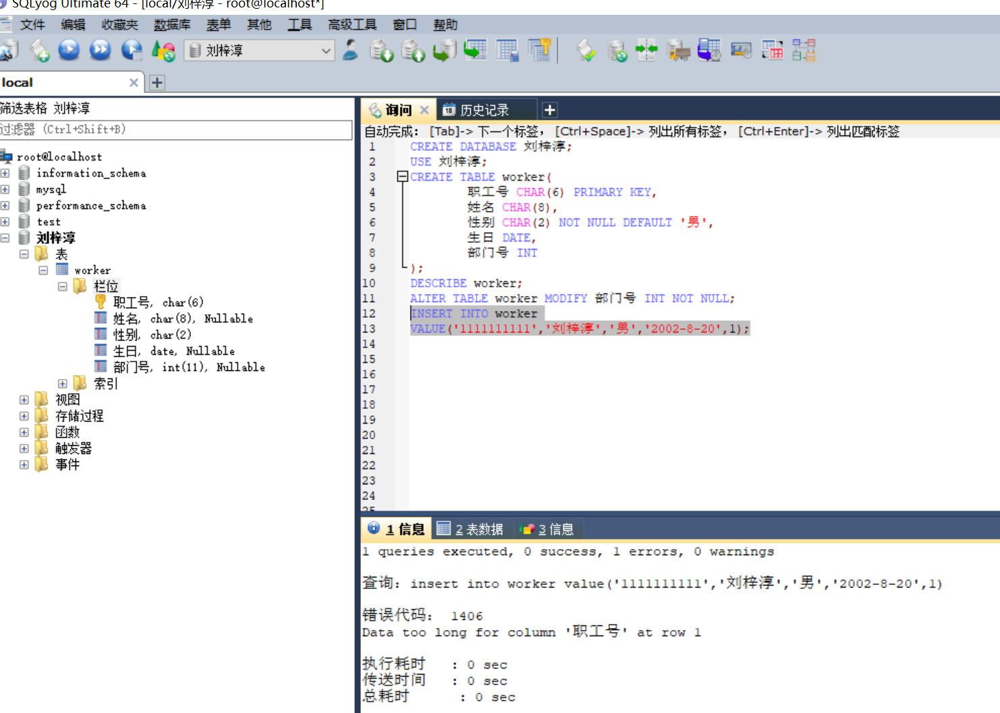 SQLyog Ultimate 64 - [local/刘梓淳 - root@localhost*]
文件 编辑 收藏夹 数据库 表单 其他 工具 高级工具 窗口 帮助
刘梓淳
local
筛选表格 刘梓淳
过滤器 (Ctrl+Shift+B)
root@localhost
information_schema
mysql
performance_schema
test
刘梓淳
表
worker
栏位
职工号, char(6)
姓名, char(8), Nullable
性别, char(2)
生日, date, Nullable
部门号, int(11), Nullable
索引
视图
存储过程
函数
触发器
事件
询问 18 历史记录
自动完成: [Tab]-> 下一个标签, [Ctrl+Space]-> 列出所有标签, [Ctrl+Enter]-> 列出匹配标签
1 CREATE DATABASE 刘梓淳;
2 USE 刘梓淳;
3 CREATE TABLE worker(
4 职工号 CHAR(6) PRIMARY KEY,
5 姓名 CHAR(8),
6 性别 CHAR(2) NOT NULL DEFAULT '男',
7 生日 DATE,
8 部门号 INT
9 );
10 DESCRIBE worker;
11 ALTER TABLE worker MODIFY 部门号 INT NOT NULL;
12 INSERT INTO worker
13 VALUE('1111111111','刘梓淳','男','2002-8-20',1);
14
15
16
17
18
19
20
21
22
23
24
25
1 信息 2 表数据 3 信息
1 queries executed, 0 success, 1 errors, 0 warnings
查询: insert into worker value('1111111111','刘梓淳','男','2002-8-20',1)
错误代码: 1406
Data too long for column '职工号' at row 1
执行耗时 : 0 sec
传送时间 : 0 sec
总耗时 : 0 sec